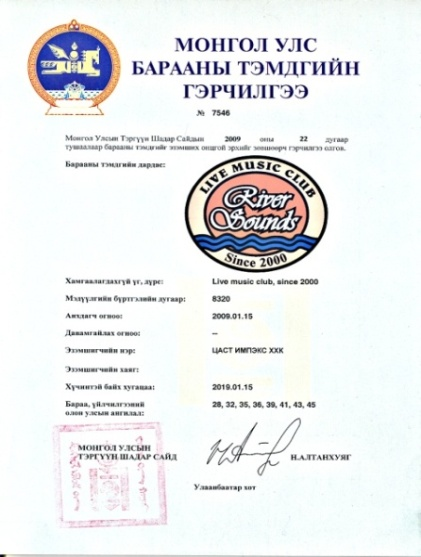 МОНГОЛ УЛС
БАРААНЫ ТЭМДГИЙН
ГЭРЧИЛГЭЭ
№ 7546
Монгол Улсын Тэргүүн Шадар Сайдын 2009 оны 22 дугаар
тушаалаар барааны тэмдгийг эзэмших онцгой эрхийг зөвшөөрч гэрчилгээ олгов.
Барааны тэмдгийн дардас:
LIVE MUSIC CLUB
River
Sounds
Since 2000
Хамгаалагдахгүй үг, дүрс: Live music club, since 2000
Мэдүүлгийн бүртгэлийн дугаар: 8320
Анхдагч огноо: 2009.01.15
Давамгайлах огноо: --
Эзэмшигчийн нэр: ЦАСТ ИМПЭКС ХХК
Эзэмшигчийн хаяг:
Хүчинтэй байх хугацаа: 2019.01.15
Бараа, үйлчилгээний
олон улсын ангилал: 28, 32, 35, 36, 39, 41, 43, 45
МОНГОЛ УЛСЫН
ТЭРГҮҮН ШАДАР САЙД Н.АЛТАНХУЯГ
Улаанбаатар хот